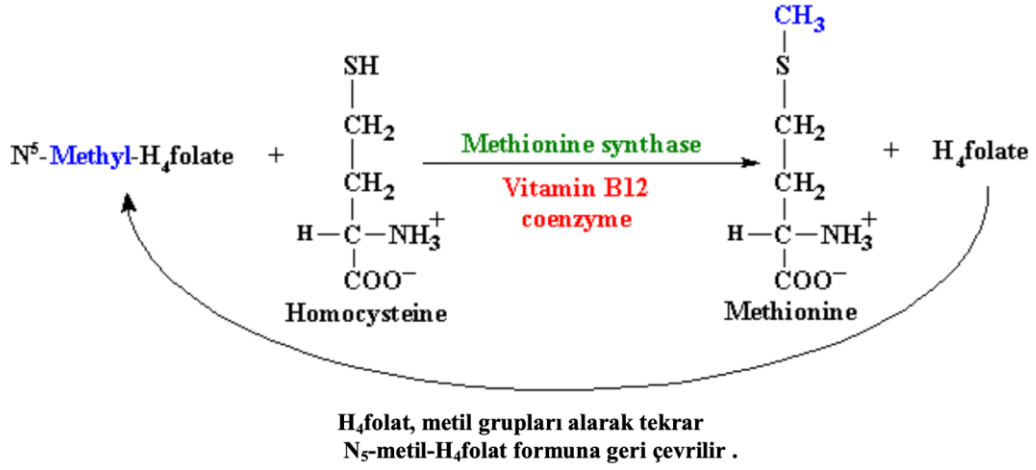 CH₃
SH
S
CH₂
CH₂
N⁵-Methyl-H₄folate + Methionine synthase + H₄folate
CH₂
Vitamin B12
CH₂
coenzyme
H—C—NH₃⁺
H—C—NH₃⁺
COO⁻
COO⁻
Homocysteine
Methionine
H₄folat, metil grupları alarak tekrar
N₅-metil-H₄folat formuna geri çevrilir .